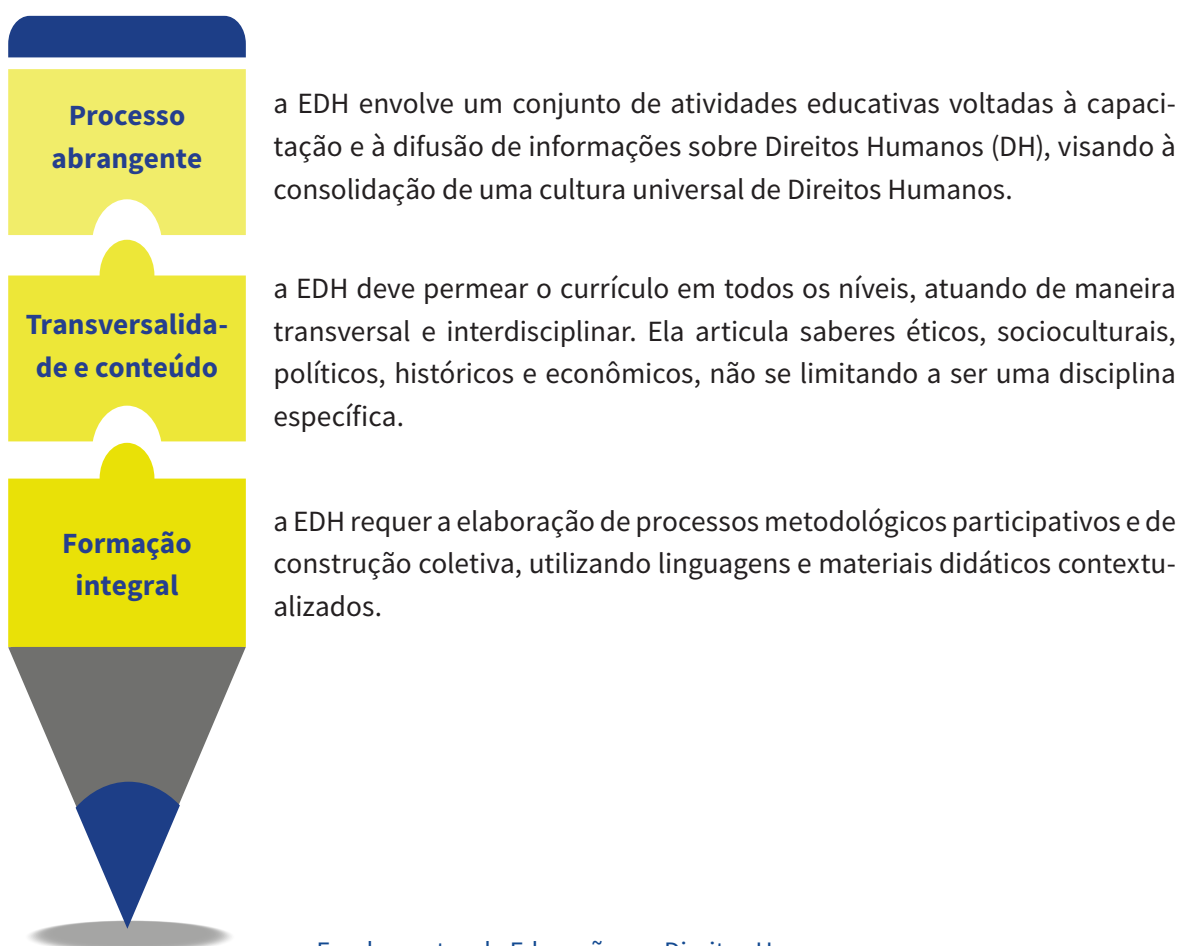 Processo
abrangente
a EDH envolve um conjunto de atividades educativas voltadas à capaci-
tação e à difusão de informações sobre Direitos Humanos (DH), visando à
consolidação de uma cultura universal de Direitos Humanos.
Transversalida-
de e conteúdo
a EDH deve permear o currículo em todos os níveis, atuando de maneira
transversal e interdisciplinar. Ela articula saberes éticos, socioculturais,
políticos, históricos e econômicos, não se limitando a ser uma disciplina
específica.
Formação
integral
a EDH requer a elaboração de processos metodológicos participativos e de
construção coletiva, utilizando linguagens e materiais didáticos contextu-
alizados.